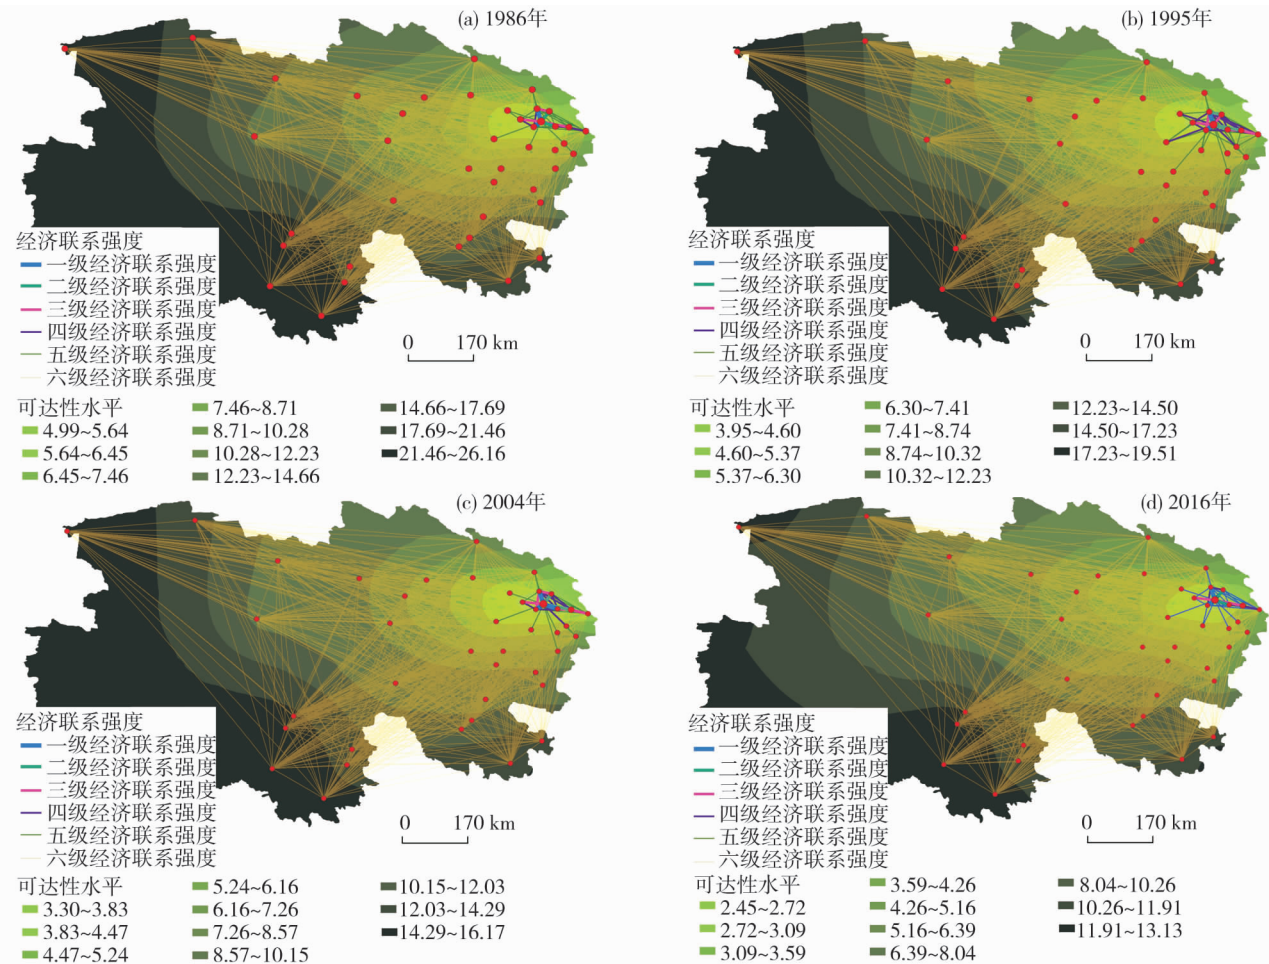 (a) 1986年
经济联系强度
一级经济联系强度
二级经济联系强度
三级经济联系强度
四级经济联系强度
五级经济联系强度
六级经济联系强度
0 170 km
可达性水平
4.99~5.64
5.64~6.45
6.45~7.46
7.46~8.71
8.71~10.28
10.28~12.23
12.23~14.66
14.66~17.69
17.69~21.46
21.46~26.16
(b) 1995年
经济联系强度
一级经济联系强度
二级经济联系强度
三级经济联系强度
四级经济联系强度
五级经济联系强度
六级经济联系强度
0 170 km
可达性水平
3.95~4.60
4.60~5.37
5.37~6.30
6.30~7.41
7.41~8.74
8.74~10.32
10.32~12.23
12.23~14.50
14.50~17.23
17.23~19.51
(c) 2004年
经济联系强度
一级经济联系强度
二级经济联系强度
三级经济联系强度
四级经济联系强度
五级经济联系强度
六级经济联系强度
0 170 km
可达性水平
3.30~3.83
3.83~4.47
4.47~5.24
5.24~6.16
6.16~7.26
7.26~8.57
8.57~10.15
10.15~12.03
12.03~14.29
14.29~16.17
(d) 2016年
经济联系强度
一级经济联系强度
二级经济联系强度
三级经济联系强度
四级经济联系强度
五级经济联系强度
六级经济联系强度
0 170 km
可达性水平
2.45~2.72
2.72~3.09
3.09~3.59
3.59~4.26
4.26~5.16
5.16~6.39
6.39~8.04
8.04~10.26
10.26~11.91
11.91~13.13